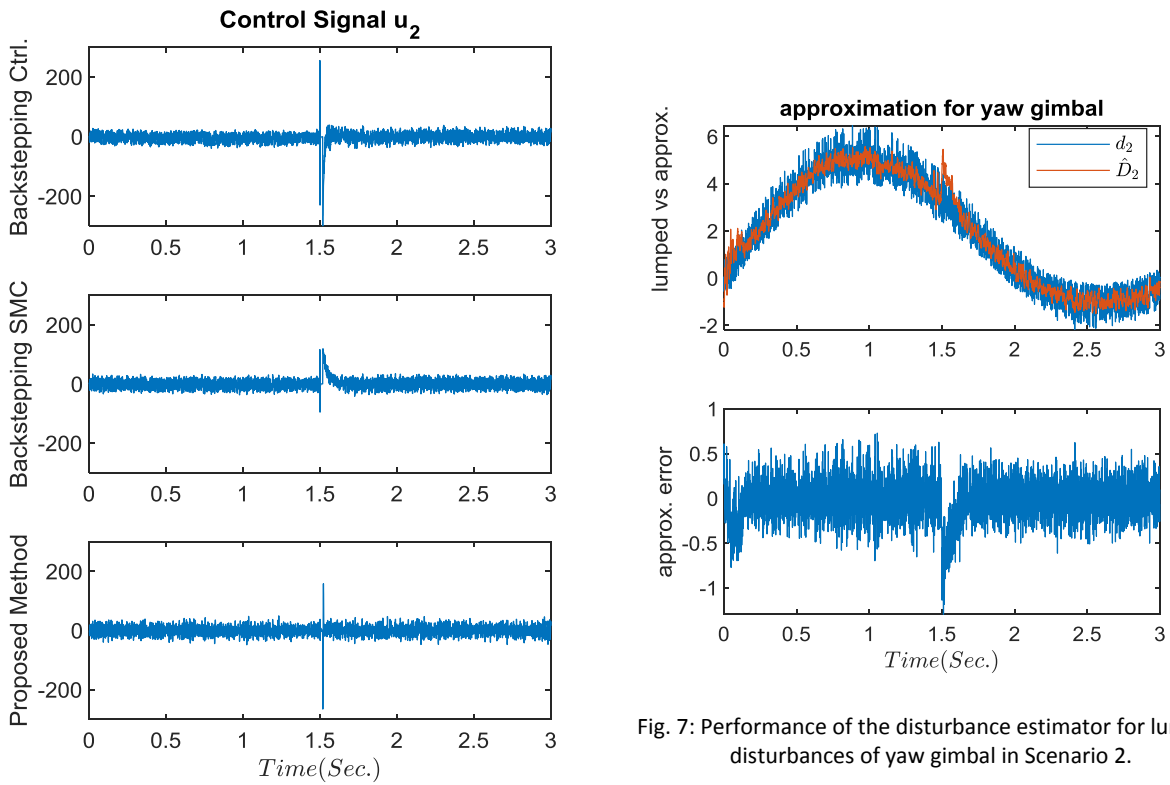 Control Signal u2
Backstepping Ctrl.
200
0
-200
0 0.5 1 1.5 2 2.5 3
Backstepping SMC
200
0
-200
0 0.5 1 1.5 2 2.5 3
Proposed Method
200
0
-200
0 0.5 1 1.5 2 2.5 3
Time(Sec.)
approximation for yaw gimbal
lumped vs approx.
6
4
2
0
-2
d2
D̂2
0 0.5 1 1.5 2 2.5 3
approx. error
1
0.5
0
-0.5
-1
0 0.5 1 1.5 2 2.5 3
Time(Sec.)
Fig. 7: Performance of the disturbance estimator for
disturbances of yaw gimbal in Scenario 2.